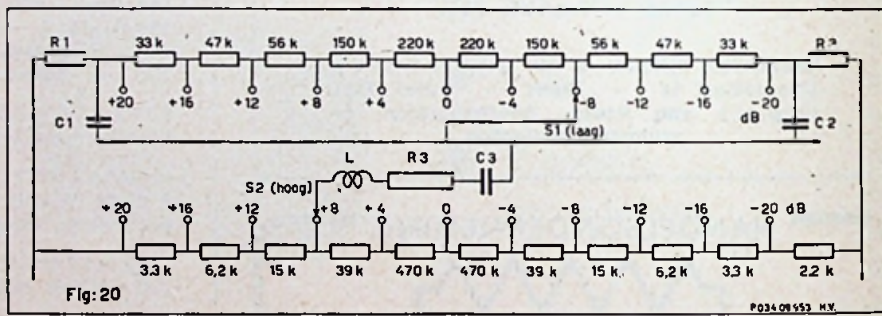 R1 33 k 47 k 56 k 150 k 220 k 220 k 150 k 56 k 47 k 33 k R2
+20 +16 +12 +8 +4 0 -4 -8 -12 -16 -20
dB
C1 S1 (laag) C2
L R3 C3
S2 (hoog)
+20 +16 +12 +8 +4 0 -4 -8 -12 -16 -20 dB
3,3 k 6,2 k 15 k 39 k 470 k 470 k 39 k 15 k 6,2 k 3,3 k 2,2 k
Fig: 20